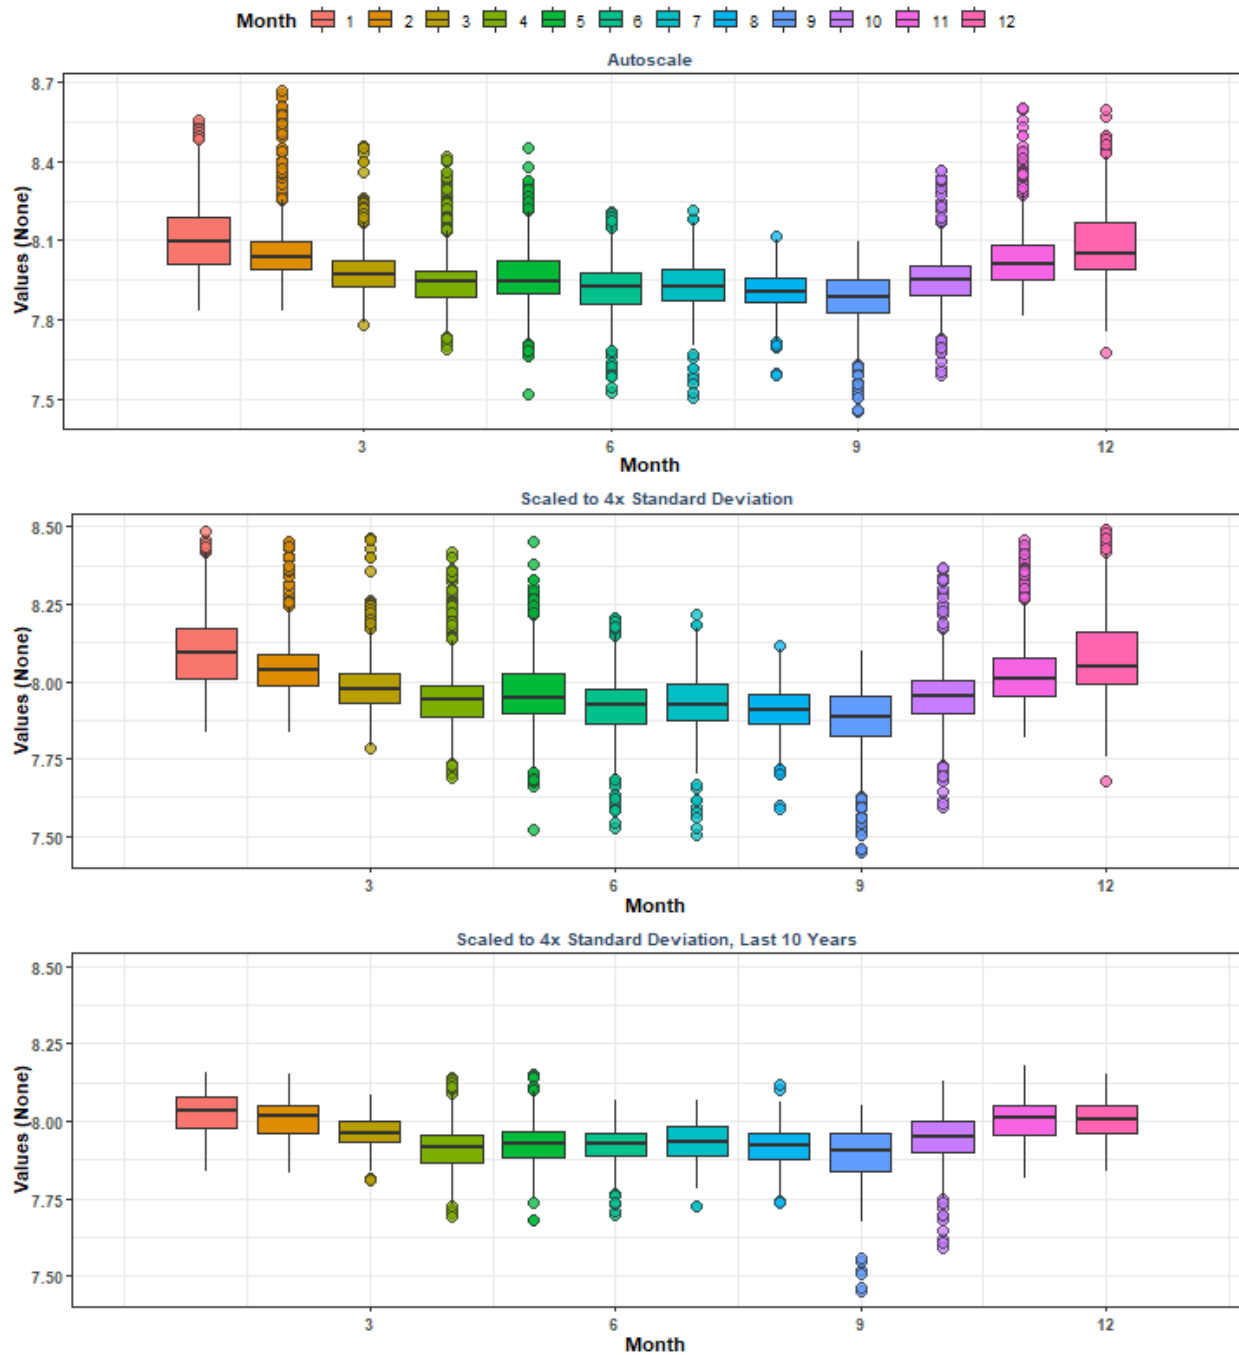 Month 1 2 3 4 5 6 7 8 9 10 11 12
Autoscale
8.7
8.4
8.1
7.8
7.5
Values (None)
3 6 9 12
Month
Scaled to 4x Standard Deviation
8.50
8.25
8.00
7.75
7.50
Values (None)
3 6 9 12
Month
Scaled to 4x Standard Deviation, Last 10 Years
8.50
8.25
8.00
7.75
7.50
Values (None)
3 6 9 12
Month